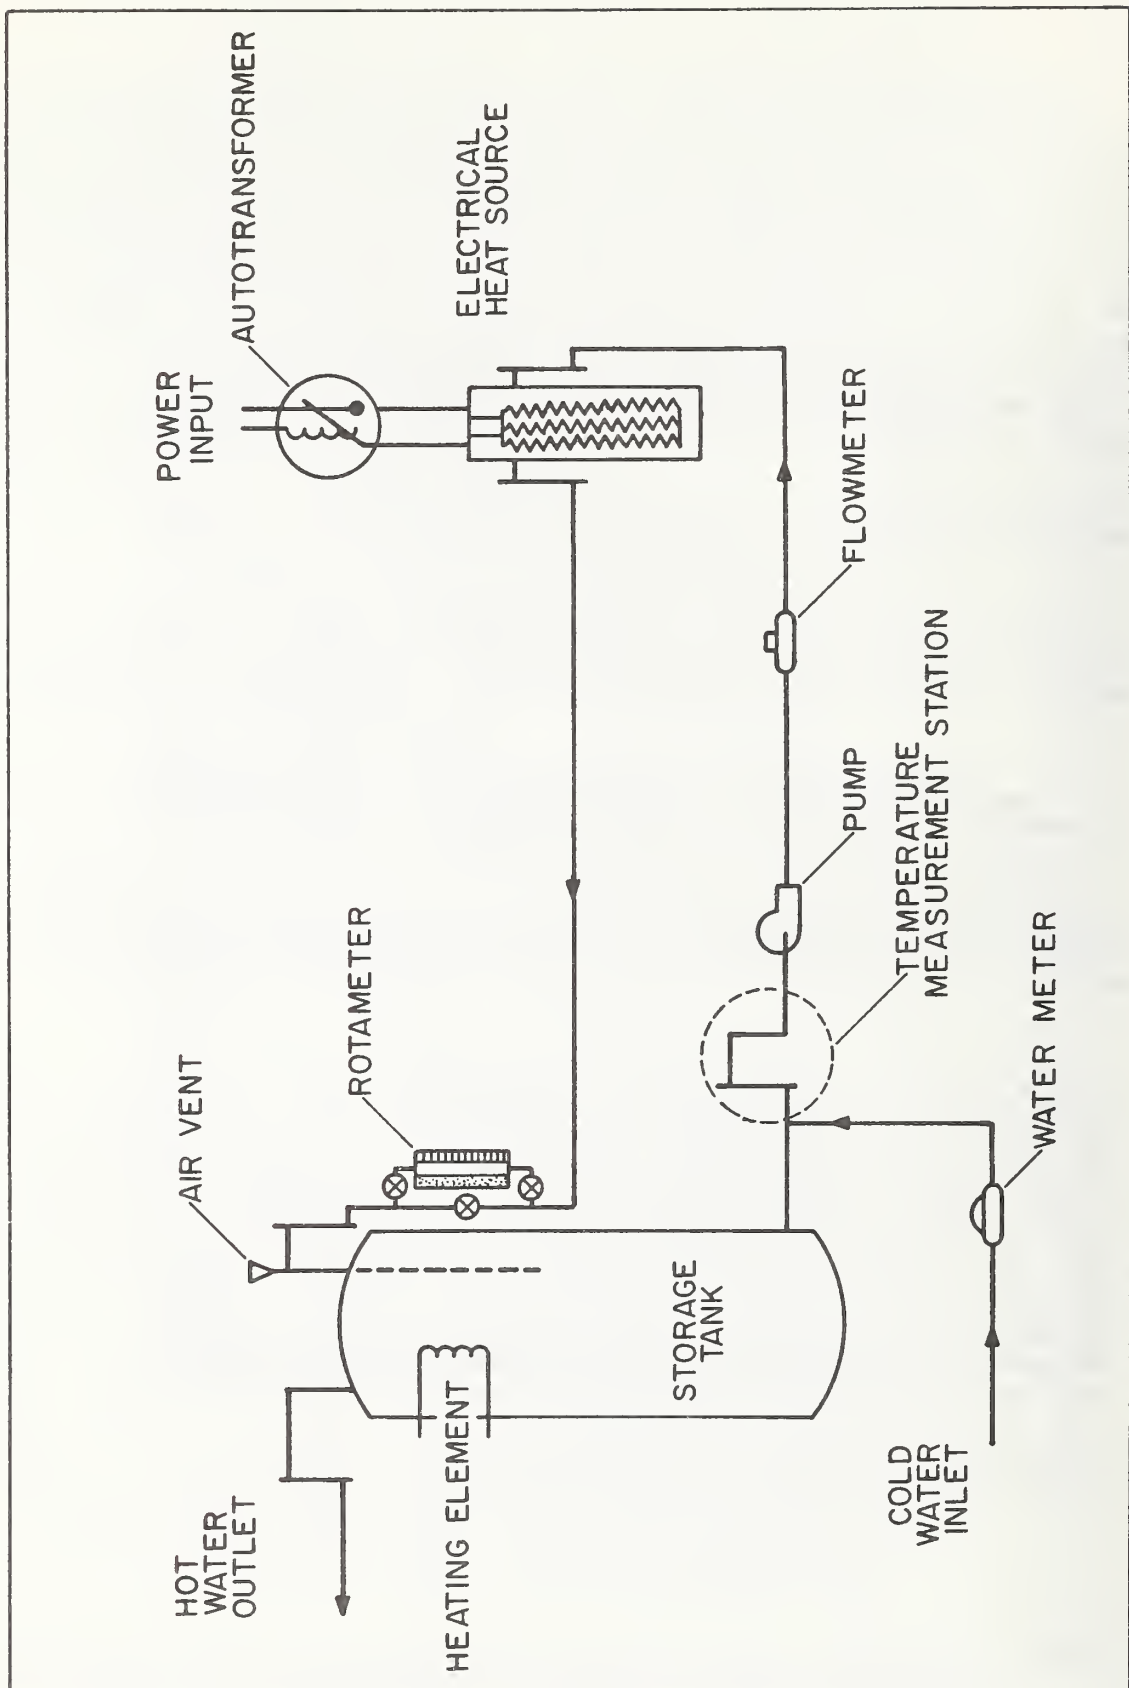 HOT
WATER
OUTLET
AIR VENT
POWER
INPUT
AUTOTRANSFORMER
ROTAMETER
ELECTRICAL
HEAT SOURCE
HEATING ELEMENT
STORAGE
TANK
PUMP
FLOWMETER
TEMPERATURE
MEASUREMENT STATION
COLD
WATER
INLET
WATER METER